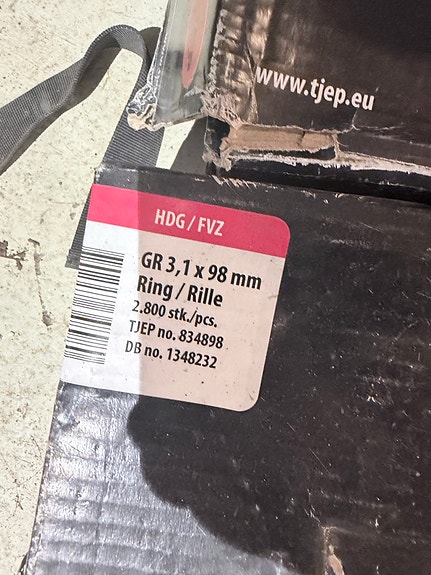 www.tjep.eu
HDG / FVZ
GR 3,1 x 98 mm
Ring / Rille
2.800 stk./pcs.
TJEP no. 834898
DB no. 1348232